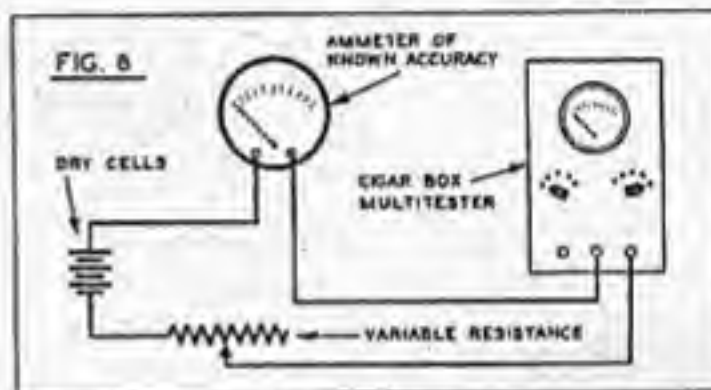 FIG. 8
AMMETER OF
KNOWN ACCURACY
DRY CELLS
CIGAR BOX
MULTITESTER
VARIABLE RESISTANCE